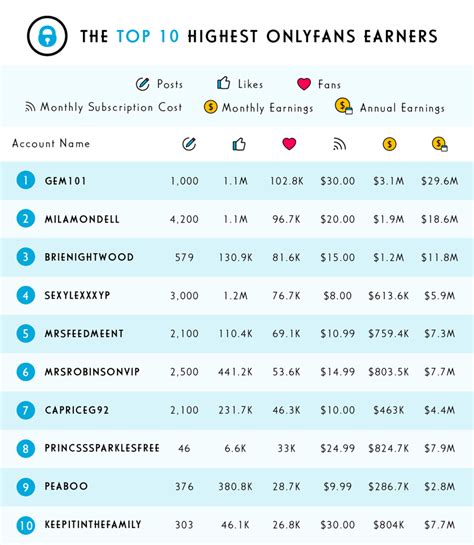 THE TOP 10 HIGHEST ONLYFANS EARNERS
Posts Likes Fans
Monthly Subscription Cost Monthly Earnings Annual Earnings
Account Name
1 GEM101 1,000 1.1M 102.8K $30.00 $3.1M $29.6M
2 MILAMONDELL 4,200 1.1M 96.7K $20.00 $1.9M $18.6M
3 BRIENIGHTWOOD 579 130.9K 81.6K $15.00 $1.2M $11.8M
4 SEXYLEXXXYP 3,000 1.2M 76.7K $8.00 $613.6K $5.9M
5 MRSFEEDMEENT 2,100 110.4K 69.1K $10.99 $759.4K $7.3M
6 MRSROBINSONVIP 2,500 441.2K 53.6K $14.99 $803.5K $7.7M
7 CAPRICEG92 2,100 231.7K 46.3K $10.00 $463K $4.4M
8 PRINCSSSPARKLESFREE 46 6.6K 33K $24.99 $824.7K $7.9M
9 PEABOO 376 380.8K 28.7K $9.99 $286.7K $2.8M
10 KEEPITINTHEFAMILY 303 46.1K 26.8K $30.00 $804K $7.7M